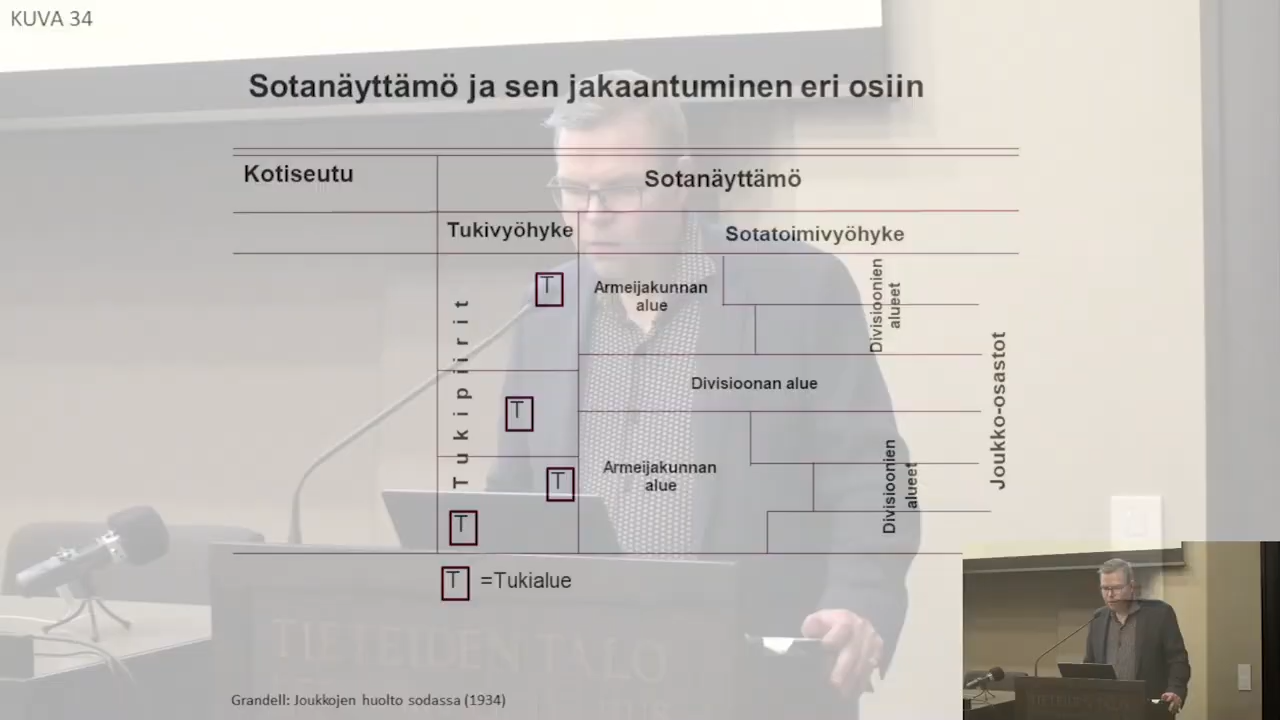 KUVA 34
Sotanäyttämö ja sen jakaantuminen eri osiin
Kotiseutu
Sotanäyttämö
Tukivyöhyke
Sotatoimivyöhyke
Tukipiirit
T
T
T
T
Armeijakunnan
alue
Divisioonien
alueet
Divisioonan alue
Armeijakunnan
alue
Divisioonien
alueet
Joukko-osastot
T =Tukialue
TIETEIDEN TALO
Grandell: Joukkojen huolto sodassa (1934)